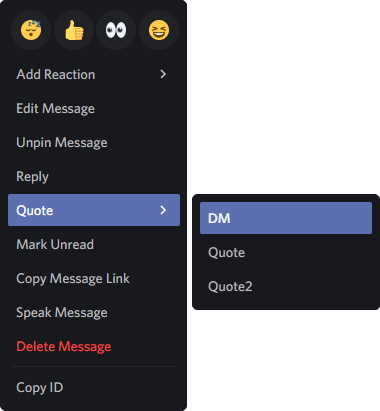 Add Reaction
Edit Message
Unpin Message
Reply
Quote
Mark Unread
Copy Message Link
Speak Message
Delete Message
Copy ID
DM
Quote
Quote2